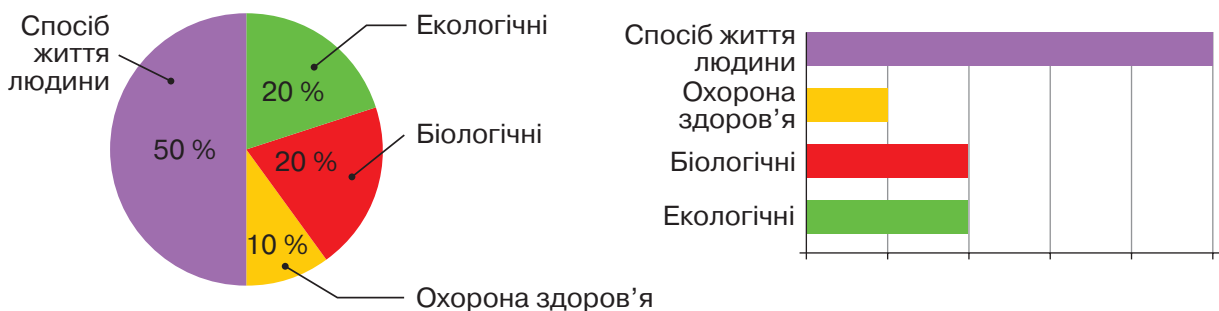 Спосіб
життя
людини
Екологічні
20 %
50 %
20 %
Біологічні
10 %
Охорона здоров’я
Спосіб життя
людини
Охорона
здоров’я
Біологічні
Екологічні